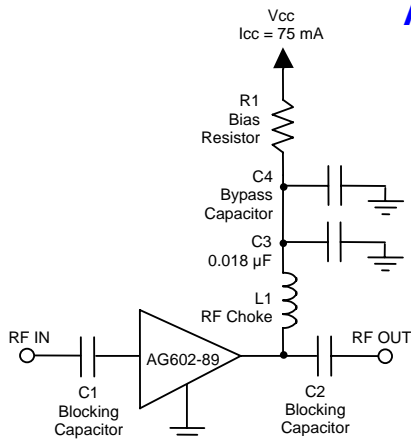 Vcc
Icc = 75 mA
R1
Bias
Resistor
C4
Bypass
Capacitor
C3
0.018 µF
L1
RF Choke
RF IN
AG602-89
RF OUT
C1
Blocking
Capacitor
C2
Blocking
Capacitor